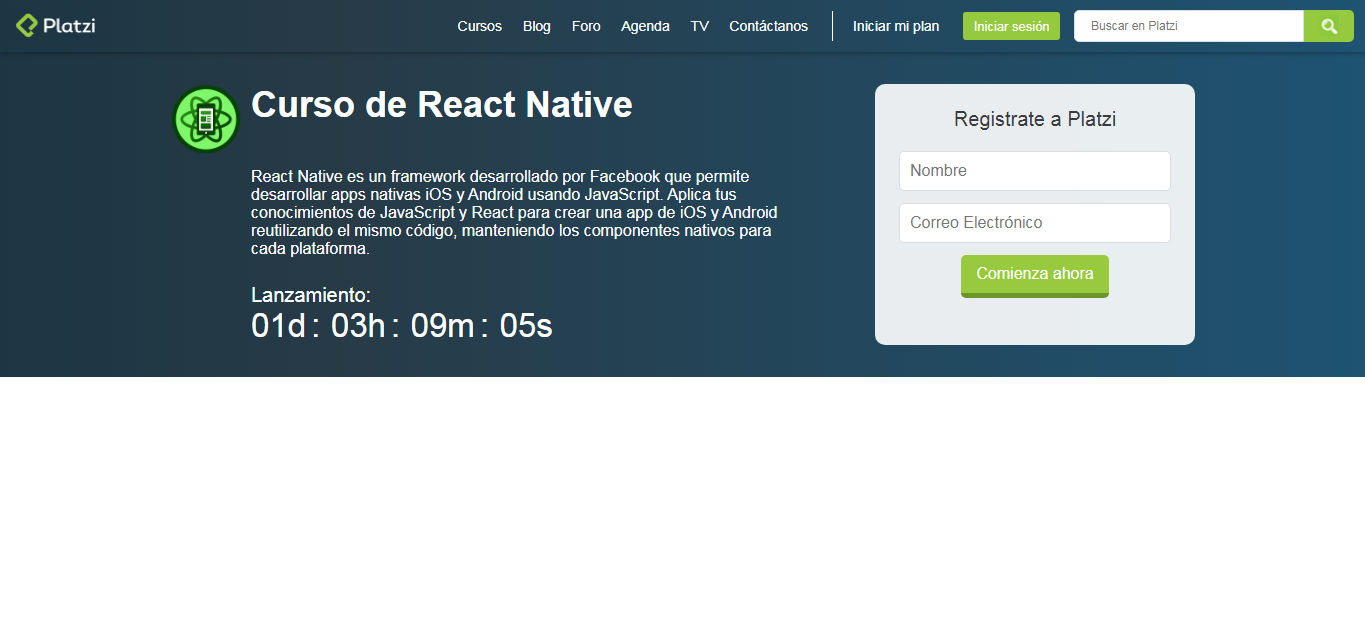 Platzi
Cursos Blog Foro Agenda TV Contáctanos Iniciar mi plan Iniciar sesión Buscar en Platzi
Curso de React Native
React Native es un framework desarrollado por Facebook que permite
desarrollar apps nativas iOS y Android usando JavaScript. Aplica tus
conocimientos de JavaScript y React para crear una app de iOS y Android
reutilizando el mismo código, manteniendo los componentes nativos para
cada plataforma.
Lanzamiento:
01d : 03h : 09m : 05s
Registrate a Platzi
Nombre
Correo Electrónico
Comienza ahora